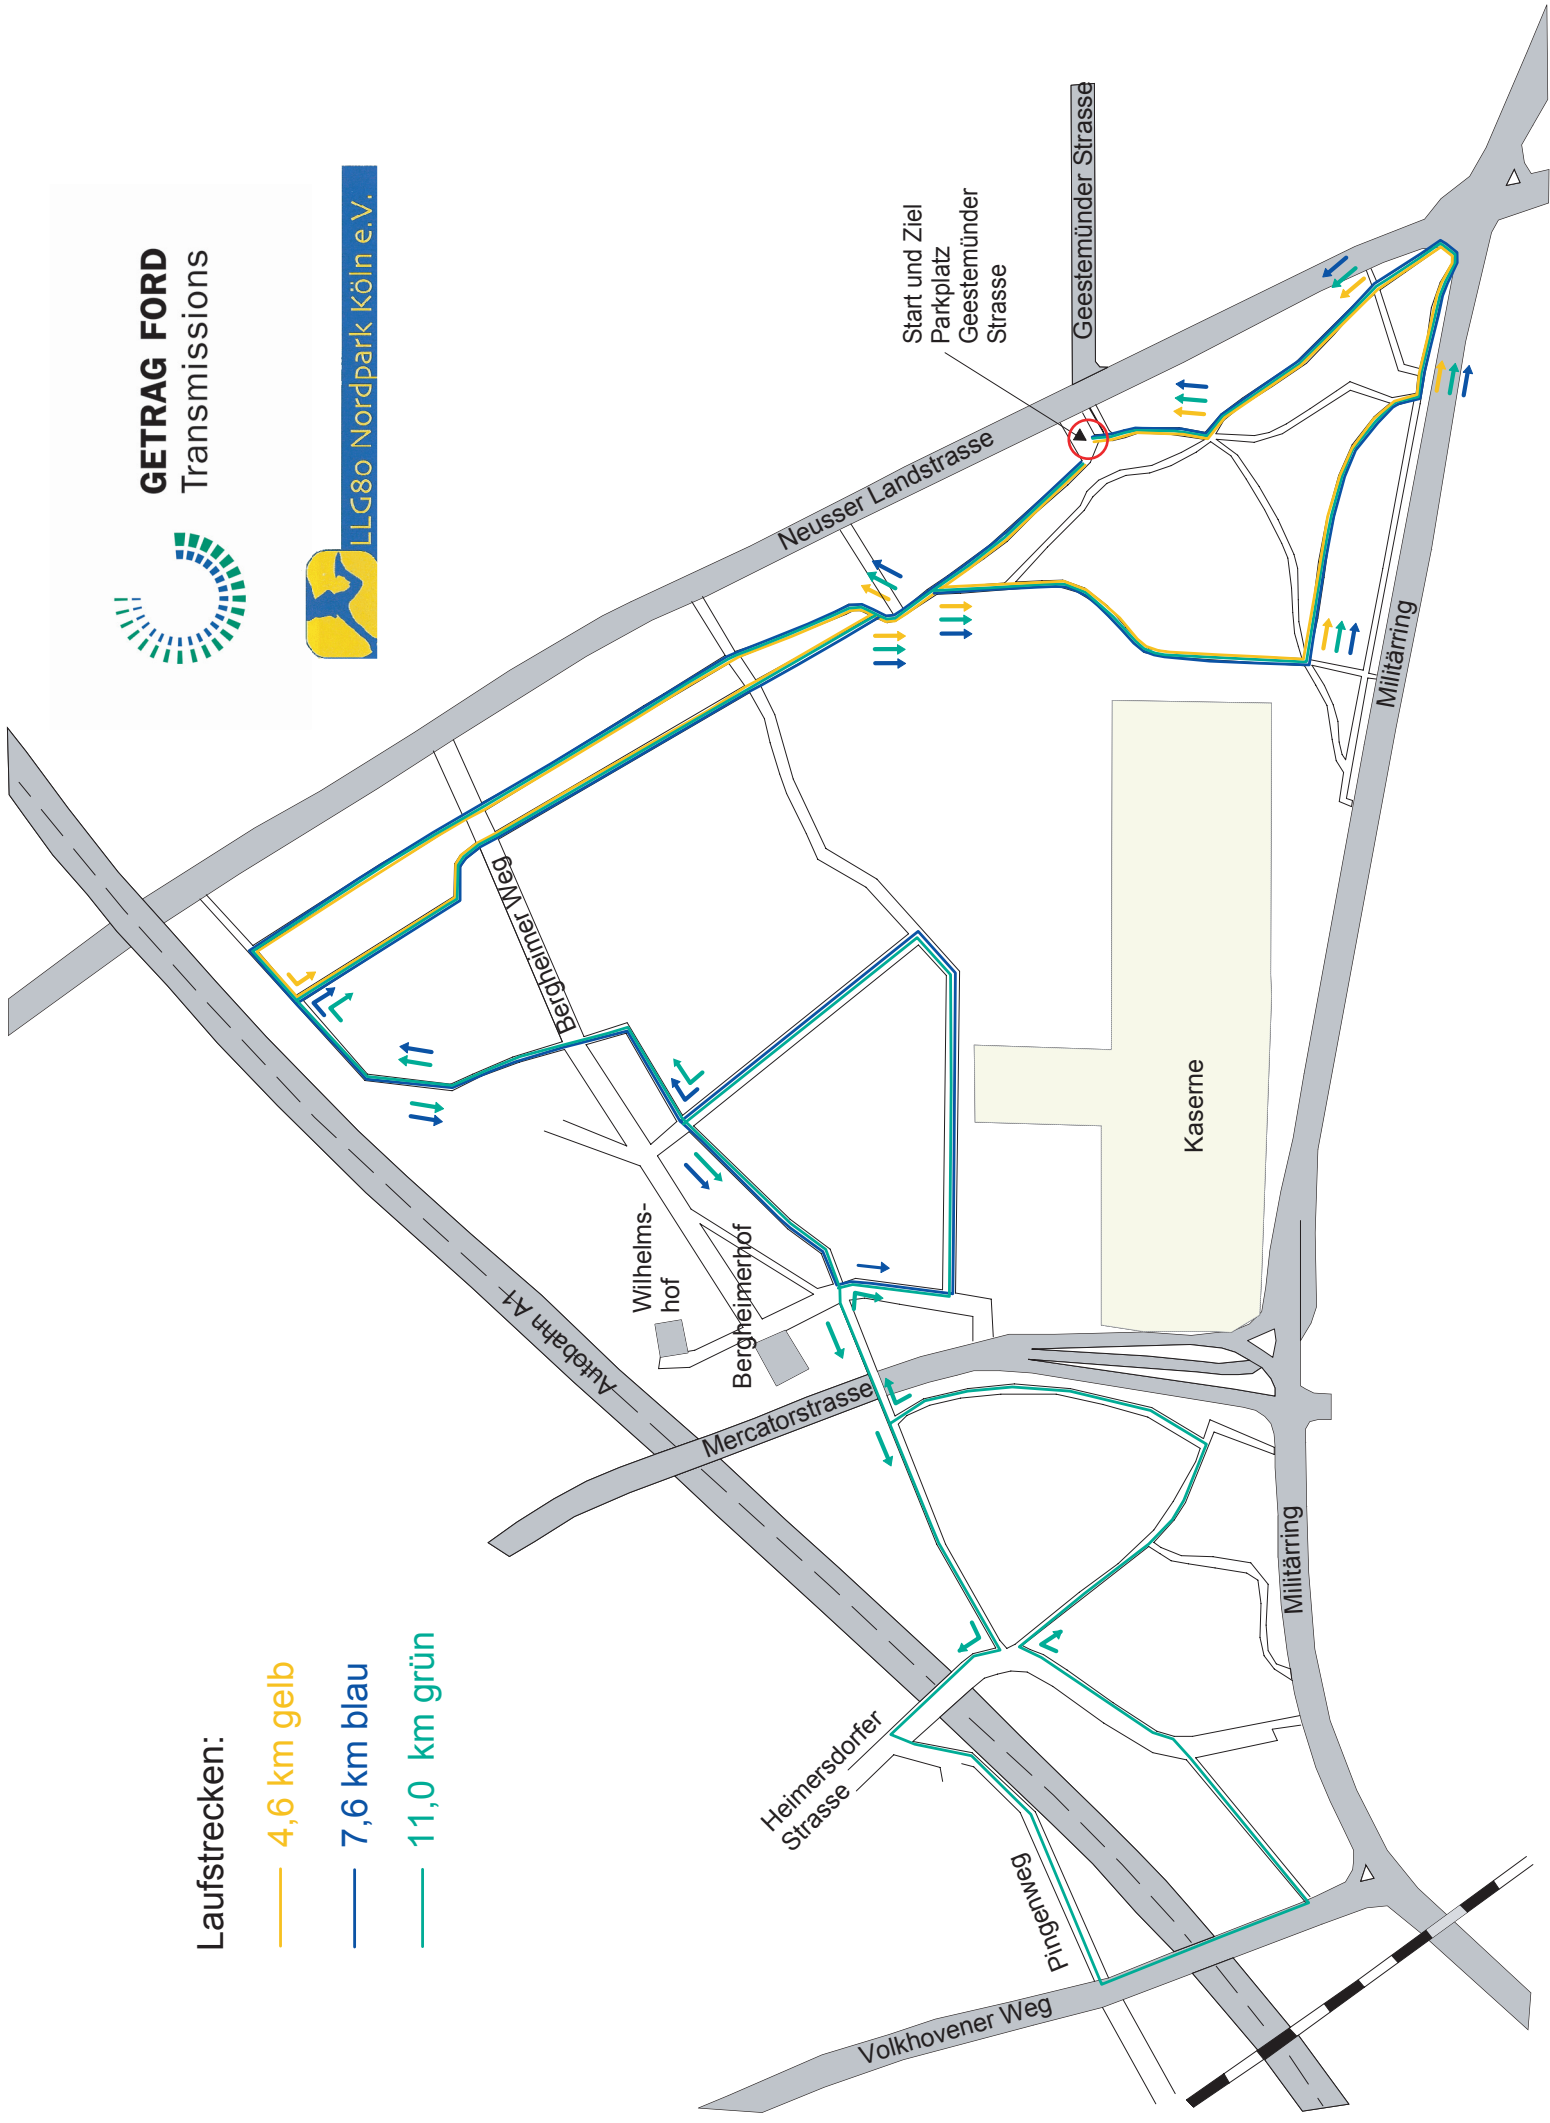 GETRAG FORD
Transmissions
LLG80 Nordpark Köln e.V.
Laufstrecken:
4,6 km gelb
7,6 km blau
11,0 km grün
Start und Ziel
Parkplatz
Geestemünder
Strasse
Geestemünder Strasse
Neusser Landstrasse
Militärring
Bergheimer Weg
Kaserne
Wilhelms-
hof
Bergheimerhof
Autobahn A1
Mercatorstrasse
Militärring
Heimersdorfer
Strasse
Pingenweg
Volkhovener Weg